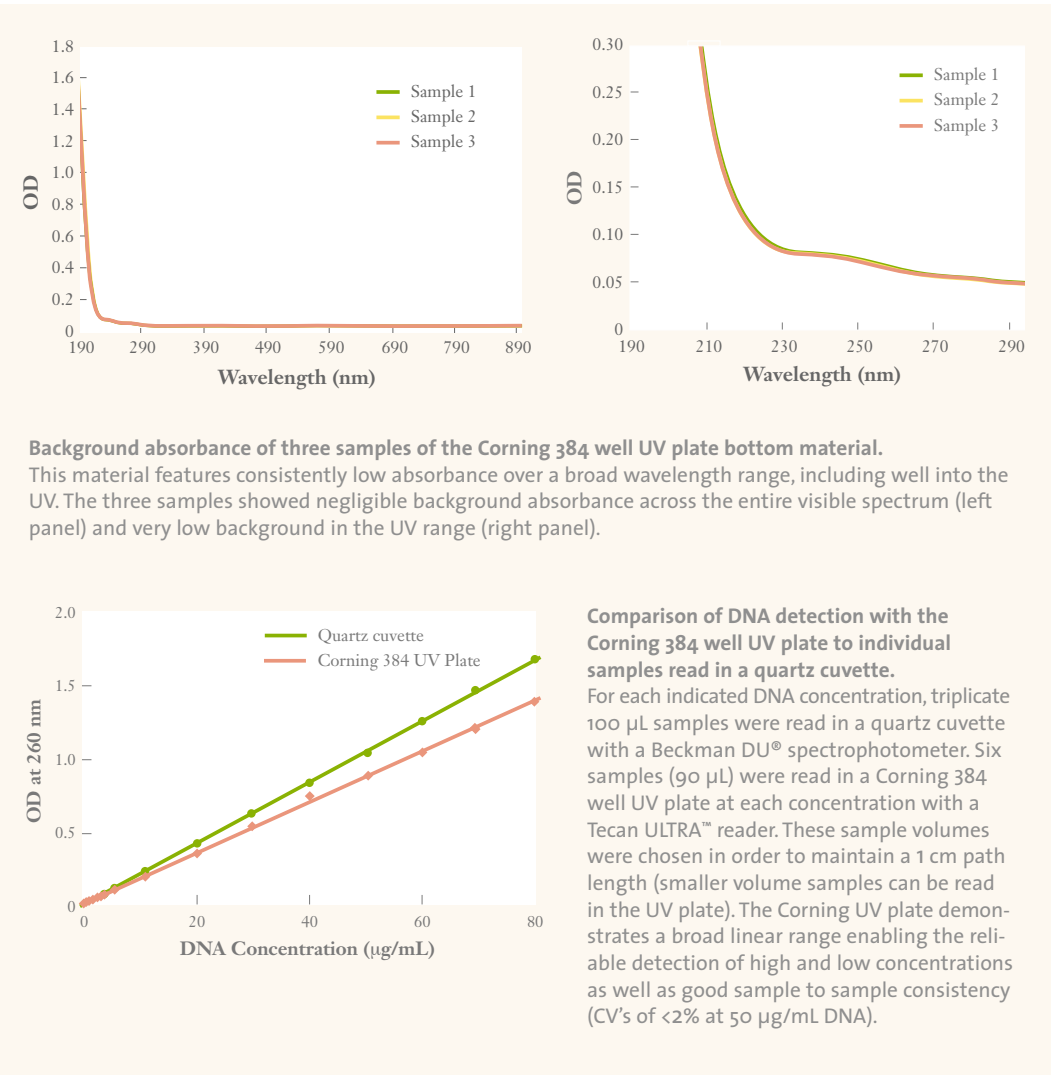 1.8
1.6
1.4
1.2
1.0
0.8
0.6
0.4
0.2
0
OD
Sample 1
Sample 2
Sample 3
190 290 390 490 590 690 790 890
Wavelength (nm)
0.30
0.25
0.20
0.15
0.10
0.05
0
OD
Sample 1
Sample 2
Sample 3
190 210 230 250 270 290
Wavelength (nm)
Background absorbance of three samples of the Corning 384 well UV plate bottom material.
This material features consistently low absorbance over a broad wavelength range, including well into the
UV. The three samples showed negligible background absorbance across the entire visible spectrum (left
panel) and very low background in the UV range (right panel).
2.0
1.5
1.0
0.5
0
OD at 260 nm
Quartz cuvette
Corning 384 UV Plate
0 20 40 60 80
DNA Concentration (µg/mL)
Comparison of DNA detection with the
Corning 384 well UV plate to individual
samples read in a quartz cuvette.
For each indicated DNA concentration, triplicate
100 µL samples were read in a quartz cuvette
with a Beckman DU® spectrophotometer. Six
samples (90 µL) were read in a Corning 384
well UV plate at each concentration with a
Tecan ULTRA™ reader. These sample volumes
were chosen in order to maintain a 1 cm path
length (smaller volume samples can be read
in the UV plate). The Corning UV plate demon-
strates a broad linear range enabling the reli-
able detection of high and low concentrations
as well as good sample to sample consistency
(CV's of <2% at 50 µg/mL DNA).